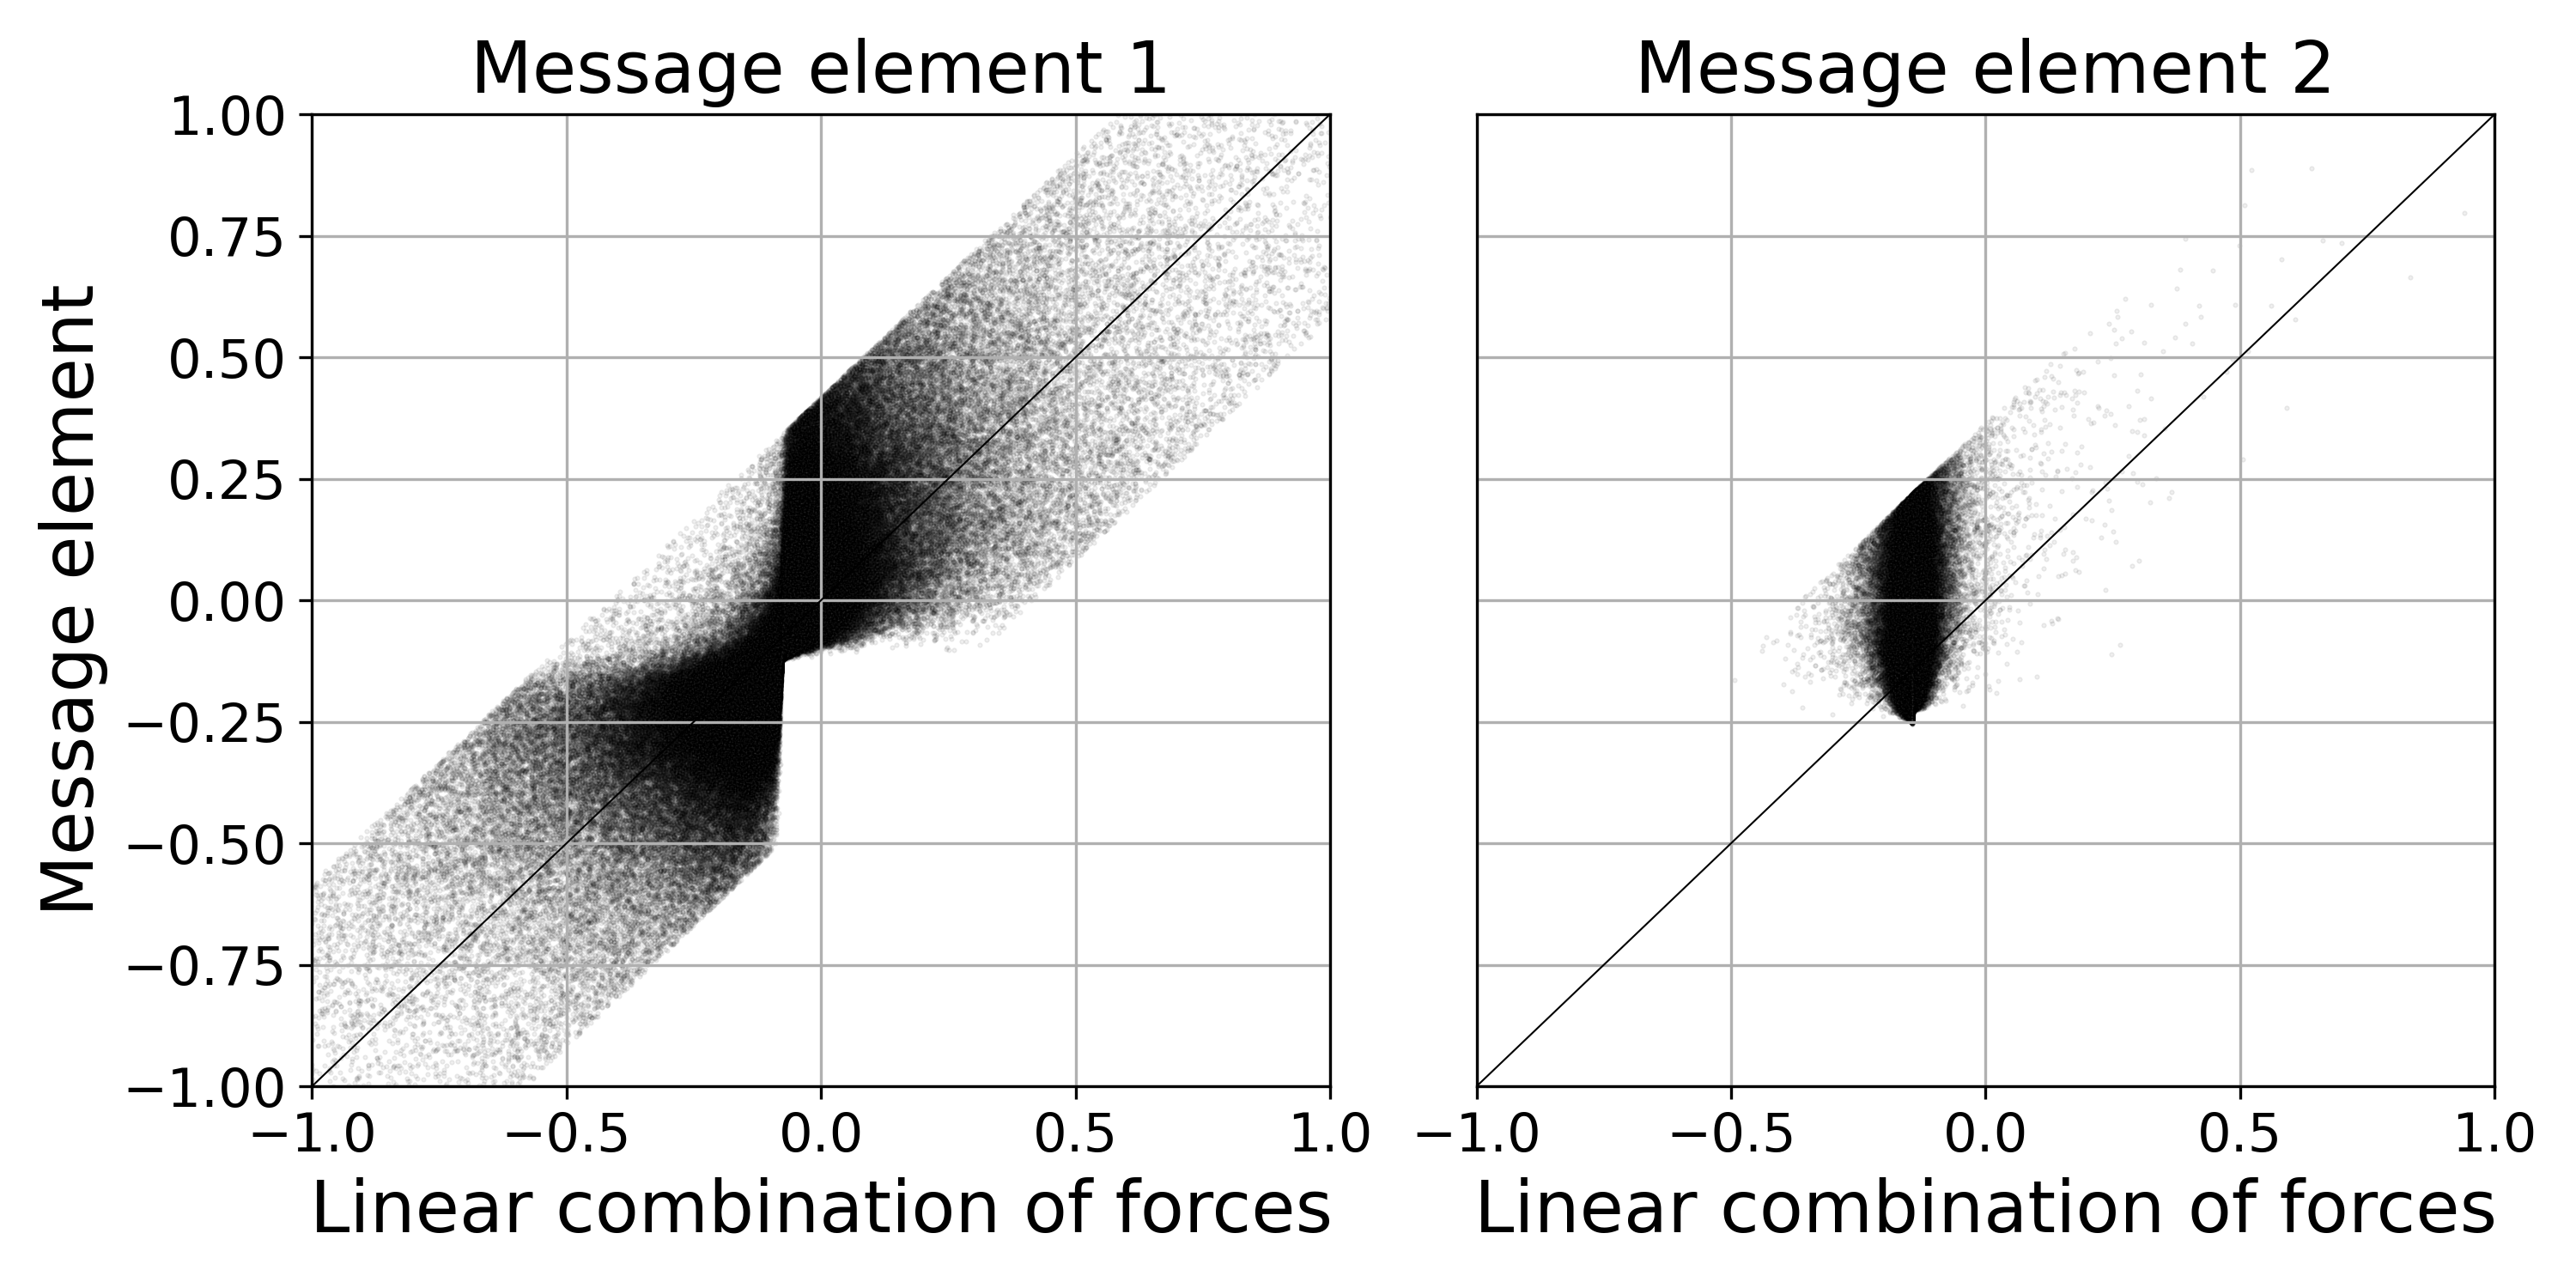 Message element 1
Message element 2
Message element
1.00
0.75
0.50
0.25
0.00
−0.25
−0.50
−0.75
−1.00
−1.0 −0.5 0.0 0.5 1.0
−1.0 −0.5 0.0 0.5 1.0
Linear combination of forces
Linear combination of forces